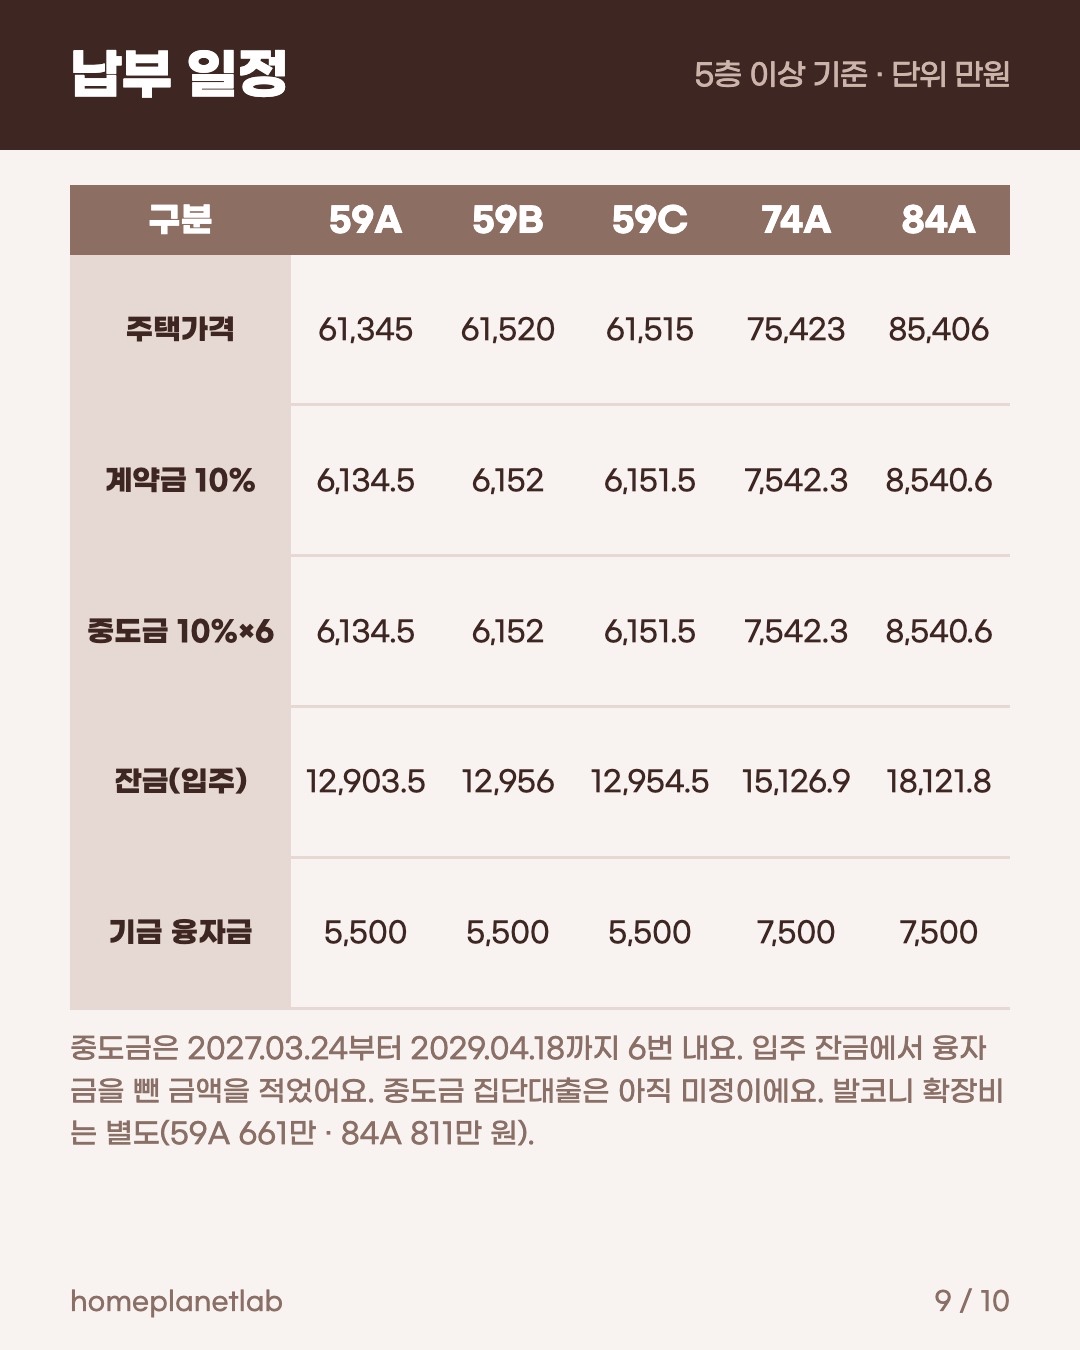 납부 일정
5층 이상 기준 · 단위 만원
구분 59A 59B 59C 74A 84A
주택가격 61,345 61,520 61,515 75,423 85,406
계약금 10% 6,134.5 6,152 6,151.5 7,542.3 8,540.6
중도금 10%×6 6,134.5 6,152 6,151.5 7,542.3 8,540.6
잔금(입주) 12,903.5 12,956 12,954.5 15,126.9 18,121.8
기금 융자금 5,500 5,500 5,500 7,500 7,500
중도금은 2027.03.24부터 2029.04.18까지 6번 내요. 입주 잔금에서 융자
금을 뺀 금액을 적었어요. 중도금 집단대출은 아직 미정이에요. 발코니 확장비
는 별도(59A 661만 · 84A 811만 원).
homeplanetlab
9 / 10